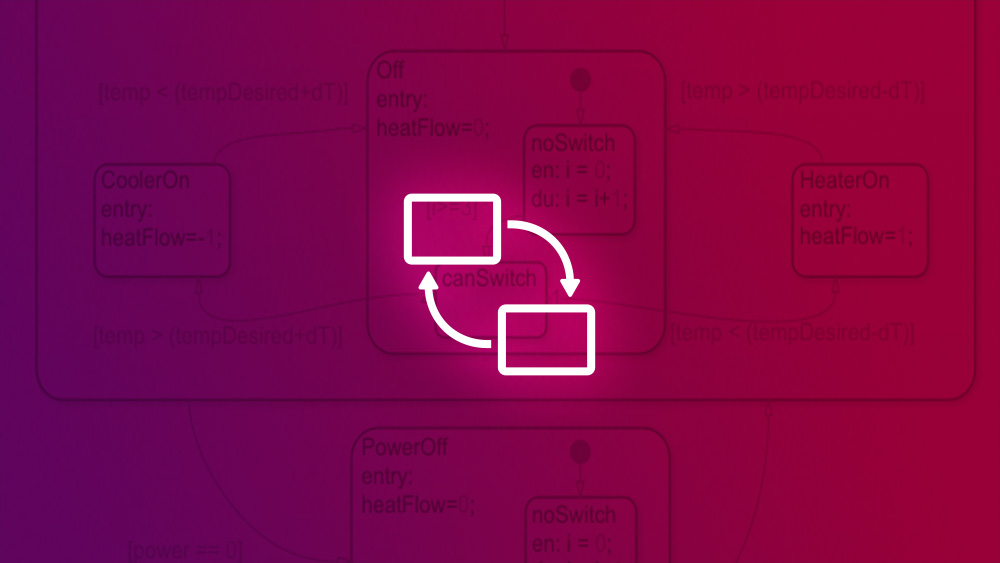 Off
entry:
heatFlow=0;
[temp < (tempDesired+dT)]
[temp > (tempDesired-dT)]
noSwitch
en: i = 0;
du: i = i+1;
CoolerOn
entry:
heatFlow=-1;
HeaterOn
entry:
heatFlow=1;
[i>=3]
canSwitch
[temp > (tempDesired+dT)]
[temp < (tempDesired-dT)]
PowerOff
entry:
heatFlow=0;
noSwitch
en: i = 0;
[power == 0]